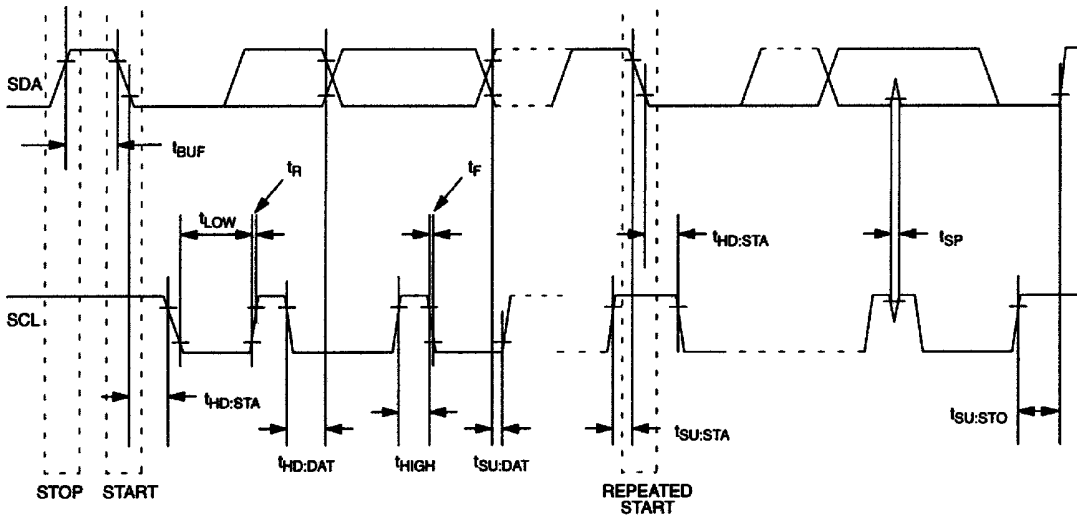 SDA
tBUF
tR
tF
tLOW
tHD:STA
tSP
SCL
tHD:STA
tSU:STA
tSU:STO
tHD:DAT
tHIGH
tSU:DAT
STOP
START
REPEATED
START